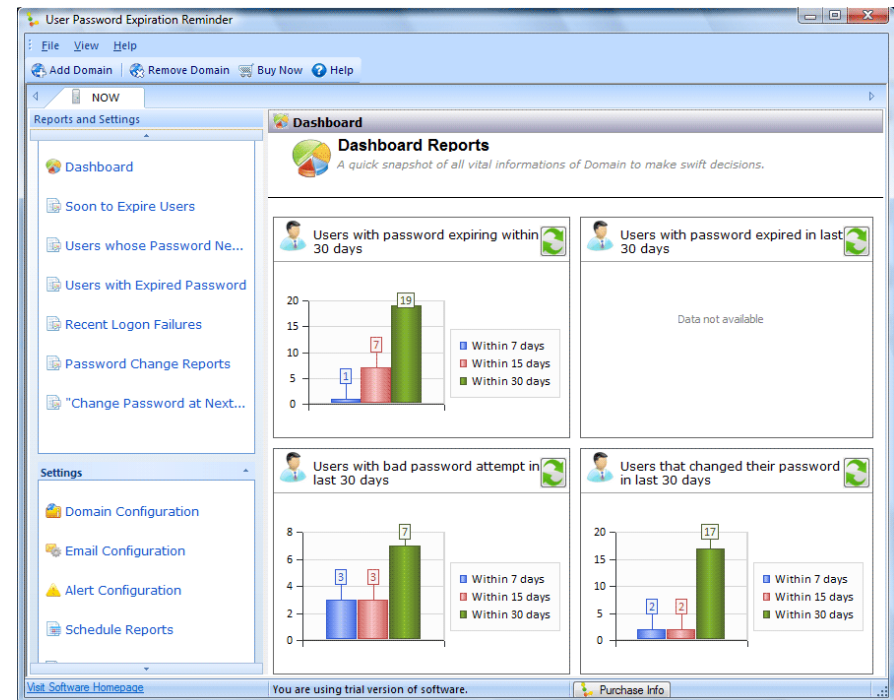 User Password Expiration Reminder
File View Help
Add Domain Remove Domain Buy Now Help
NOW
Reports and Settings
Dashboard
Soon to Expire Users
Users whose Password Ne...
Users with Expired Password
Recent Logon Failures
Password Change Reports
"Change Password at Next...
Settings
Domain Configuration
Email Configuration
Alert Configuration
Schedule Reports
Dashboard
Dashboard Reports
A quick snapshot of all vital informations of Domain to make swift decisions.
Users with password expiring within
30 days
20
15
10
5
0
1
7
19
Within 7 days
Within 15 days
Within 30 days
Users with password expired in last
30 days
Data not available
Users with bad password attempt in
last 30 days
8
6
4
2
0
3
3
7
Within 7 days
Within 15 days
Within 30 days
Users that changed their password
in last 30 days
20
15
10
5
0
2
2
17
Within 7 days
Within 15 days
Within 30 days
Visit Software Homepage
You are using trial version of software.
Purchase Info